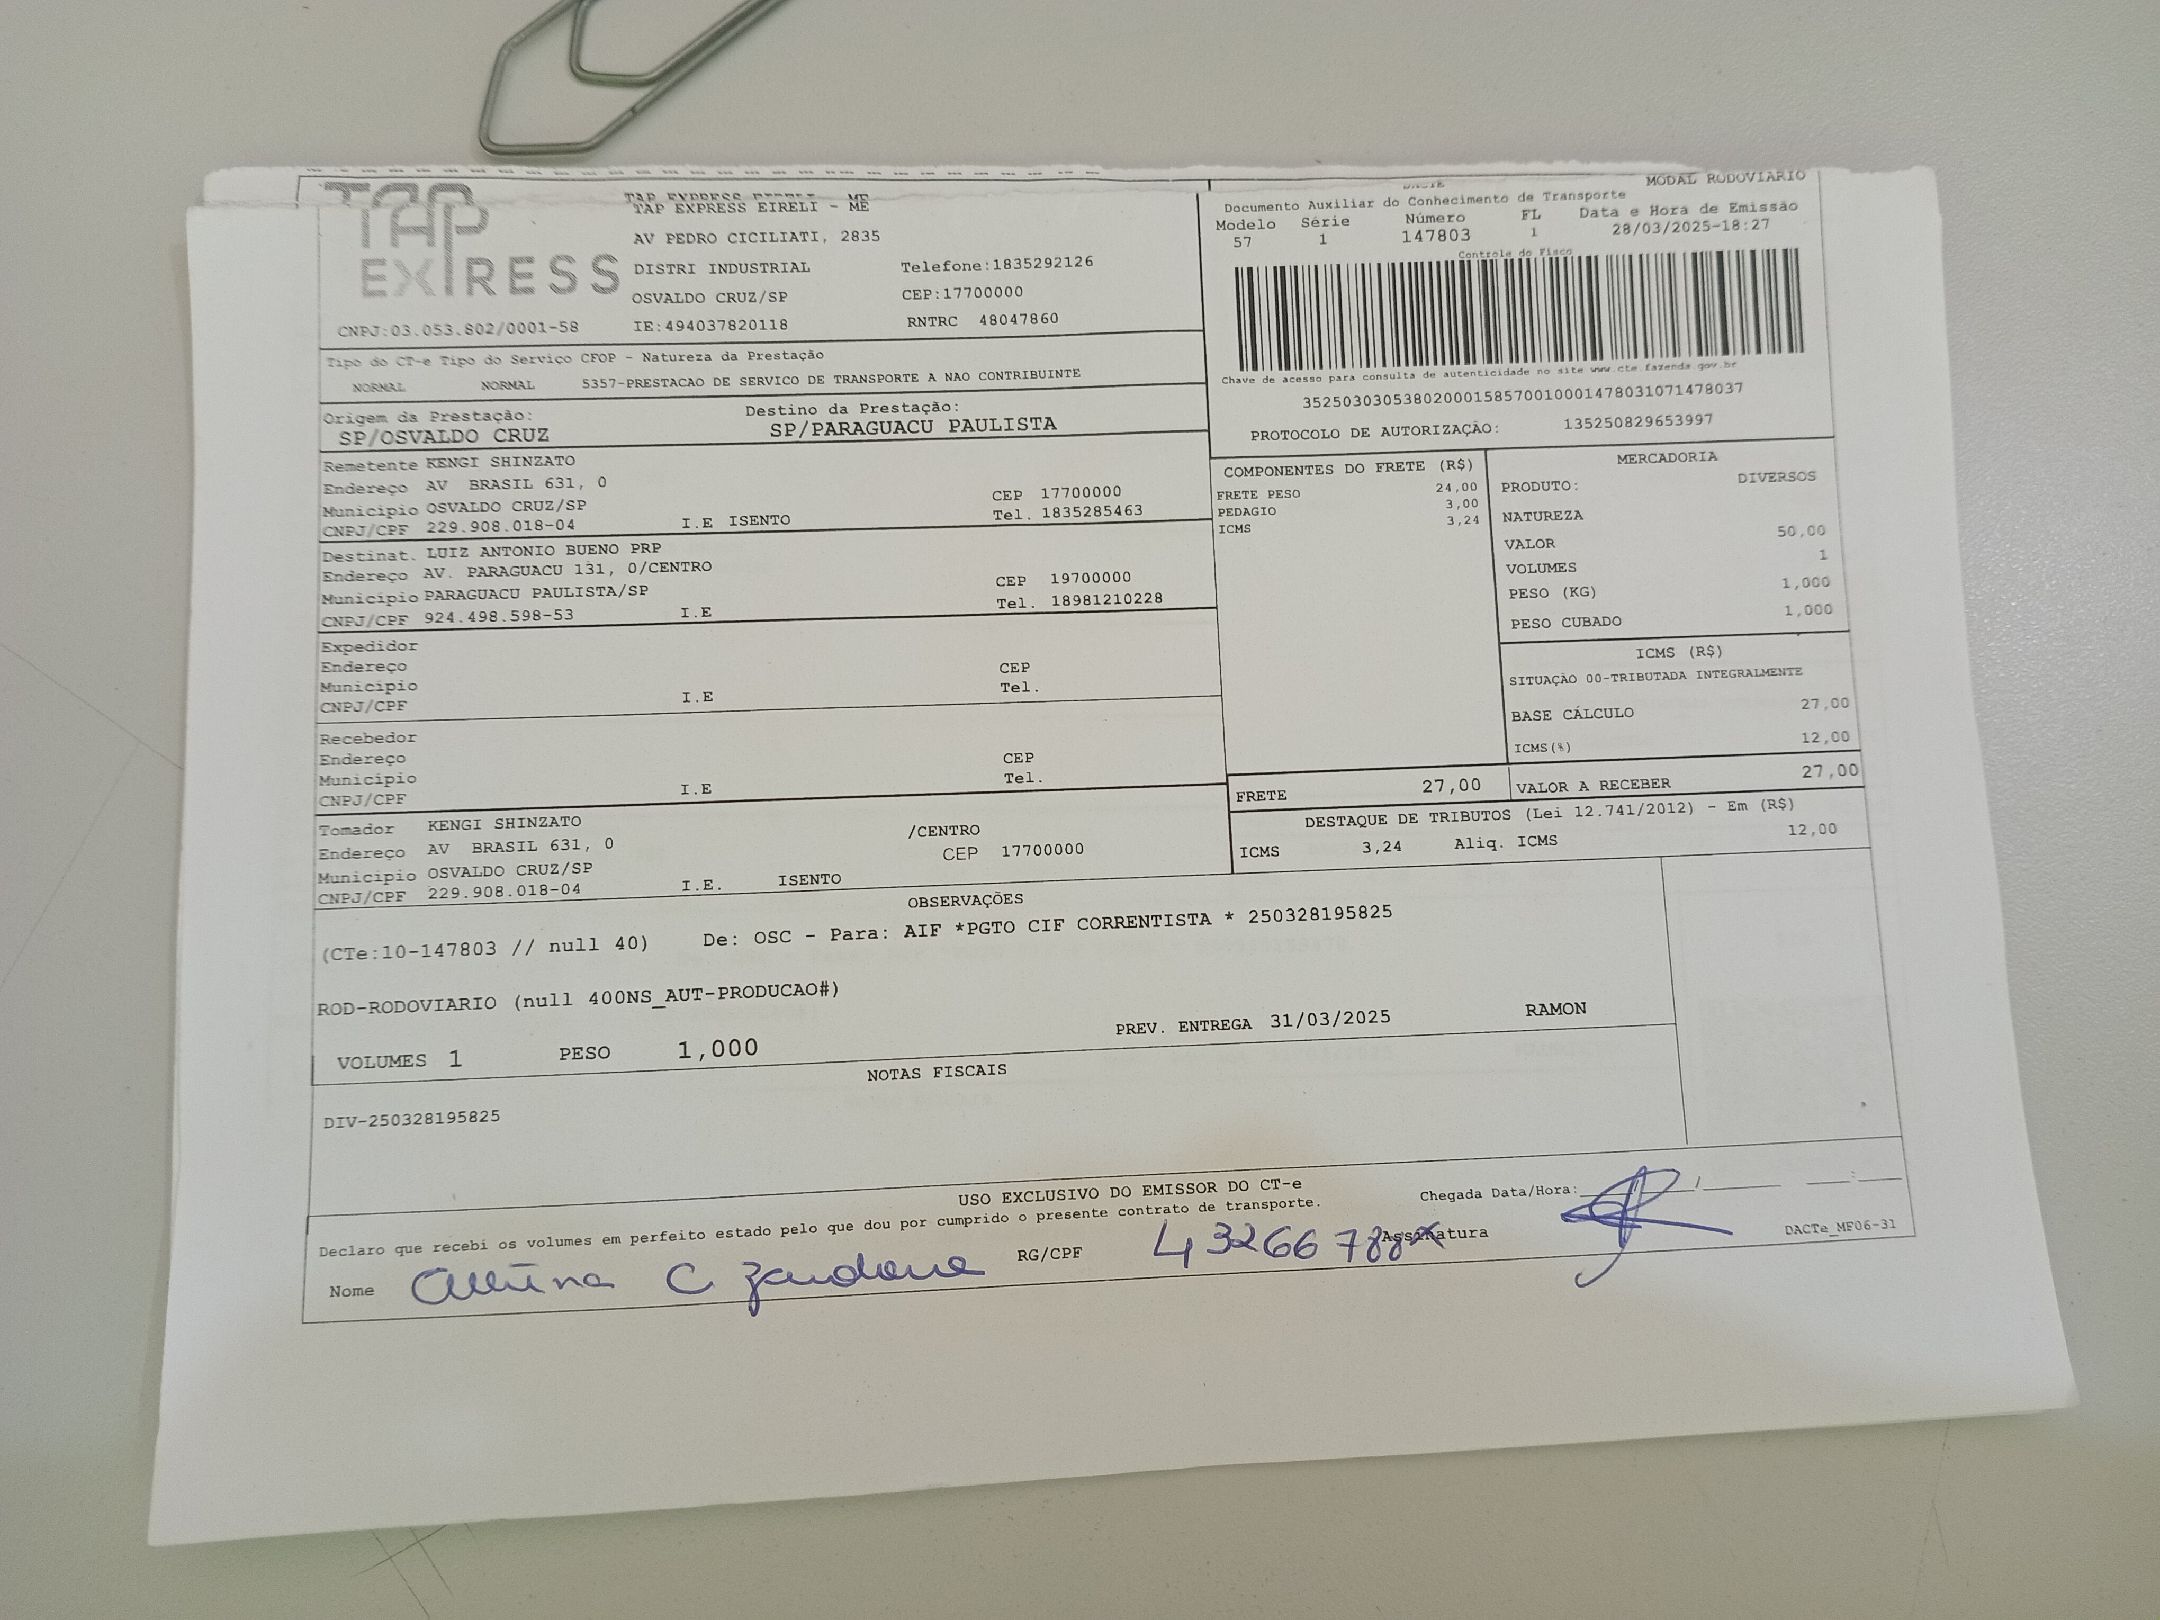 TAP EXPRESS
TAP EXPRESS EIRELI - ME
AV PEDRO CICILIATI, 2835
DISTRI INDUSTRIAL Telefone:1835292126
OSVALDO CRUZ/SP CEP:17700000
CNPJ:03.053.802/0001-58 IE:494037820118 RNTRC 48047860
Tipo do CT-e Tipo do Serviço CFOP - Natureza da Prestação
NORMAL NORMAL 5357-PRESTACAO DE SERVICO DE TRANSPORTE A NAO CONTRIBUINTE
Origem da Prestação: Destino da Prestação:
SP/OSVALDO CRUZ SP/PARAGUACU PAULISTA
MODAL RODOVIARIO
Documento Auxiliar do Conhecimento de Transporte
Modelo Série Número FL Data e Hora de Emissão
57 1 147803 1 28/03/2025-18:27
Controle do Fisco
Chave de acesso para consulta de autenticidade no site www.cte.fazenda.gov.br
35250303053802000158570010001478031071478037
PROTOCOLO DE AUTORIZAÇÃO: 135250829653997
Remetente KENGI SHINZATO
Endereço AV BRASIL 631, 0
Municipio OSVALDO CRUZ/SP CEP 17700000
CNPJ/CPF 229.908.018-04 I.E ISENTO Tel. 1835285463
Destinat. LUIZ ANTONIO BUENO PRP
Endereço AV. PARAGUACU 131, 0/CENTRO
Municipio PARAGUACU PAULISTA/SP CEP 19700000
CNPJ/CPF 924.498.598-53 I.E Tel. 18981210228
Expedidor
Endereço CEP
Municipio Tel.
CNPJ/CPF I.E
Recebedor
Endereço CEP
Municipio Tel.
CNPJ/CPF I.E
Tomador KENGI SHINZATO /CENTRO
Endereço AV BRASIL 631, 0 CEP 17700000
Municipio OSVALDO CRUZ/SP
CNPJ/CPF 229.908.018-04 I.E. ISENTO
COMPONENTES DO FRETE (R$)
FRETE PESO 24,00
PEDAGIO 3,00
ICMS 3,24
MERCADORIA
PRODUTO: DIVERSOS
NATUREZA
VALOR 50,00
VOLUMES 1
PESO (KG) 1,000
PESO CUBADO 1,000
ICMS (R$)
SITUAÇÃO 00-TRIBUTADA INTEGRALMENTE
BASE CÁLCULO 27,00
ICMS(%) 12,00
FRETE 27,00 VALOR A RECEBER 27,00
DESTAQUE DE TRIBUTOS (Lei 12.741/2012) - Em (R$)
ICMS 3,24 Aliq. ICMS 12,00
OBSERVAÇÕES
(CTe:10-147803 // null 40) De: OSC - Para: AIF *PGTO CIF CORRENTISTA * 250328195825
ROD-RODOVIARIO (null 400NS_AUT-PRODUCAO#)
VOLUMES 1 PESO 1,000 PREV. ENTREGA 31/03/2025 RAMON
NOTAS FISCAIS
DIV-250328195825
USO EXCLUSIVO DO EMISSOR DO CT-e
Declaro que recebi os volumes em perfeito estado pelo que dou por cumprido o presente contrato de transporte.
Chegada Data/Hora:
Nome C RG/CPF Assinatura DACTe_MF06-31